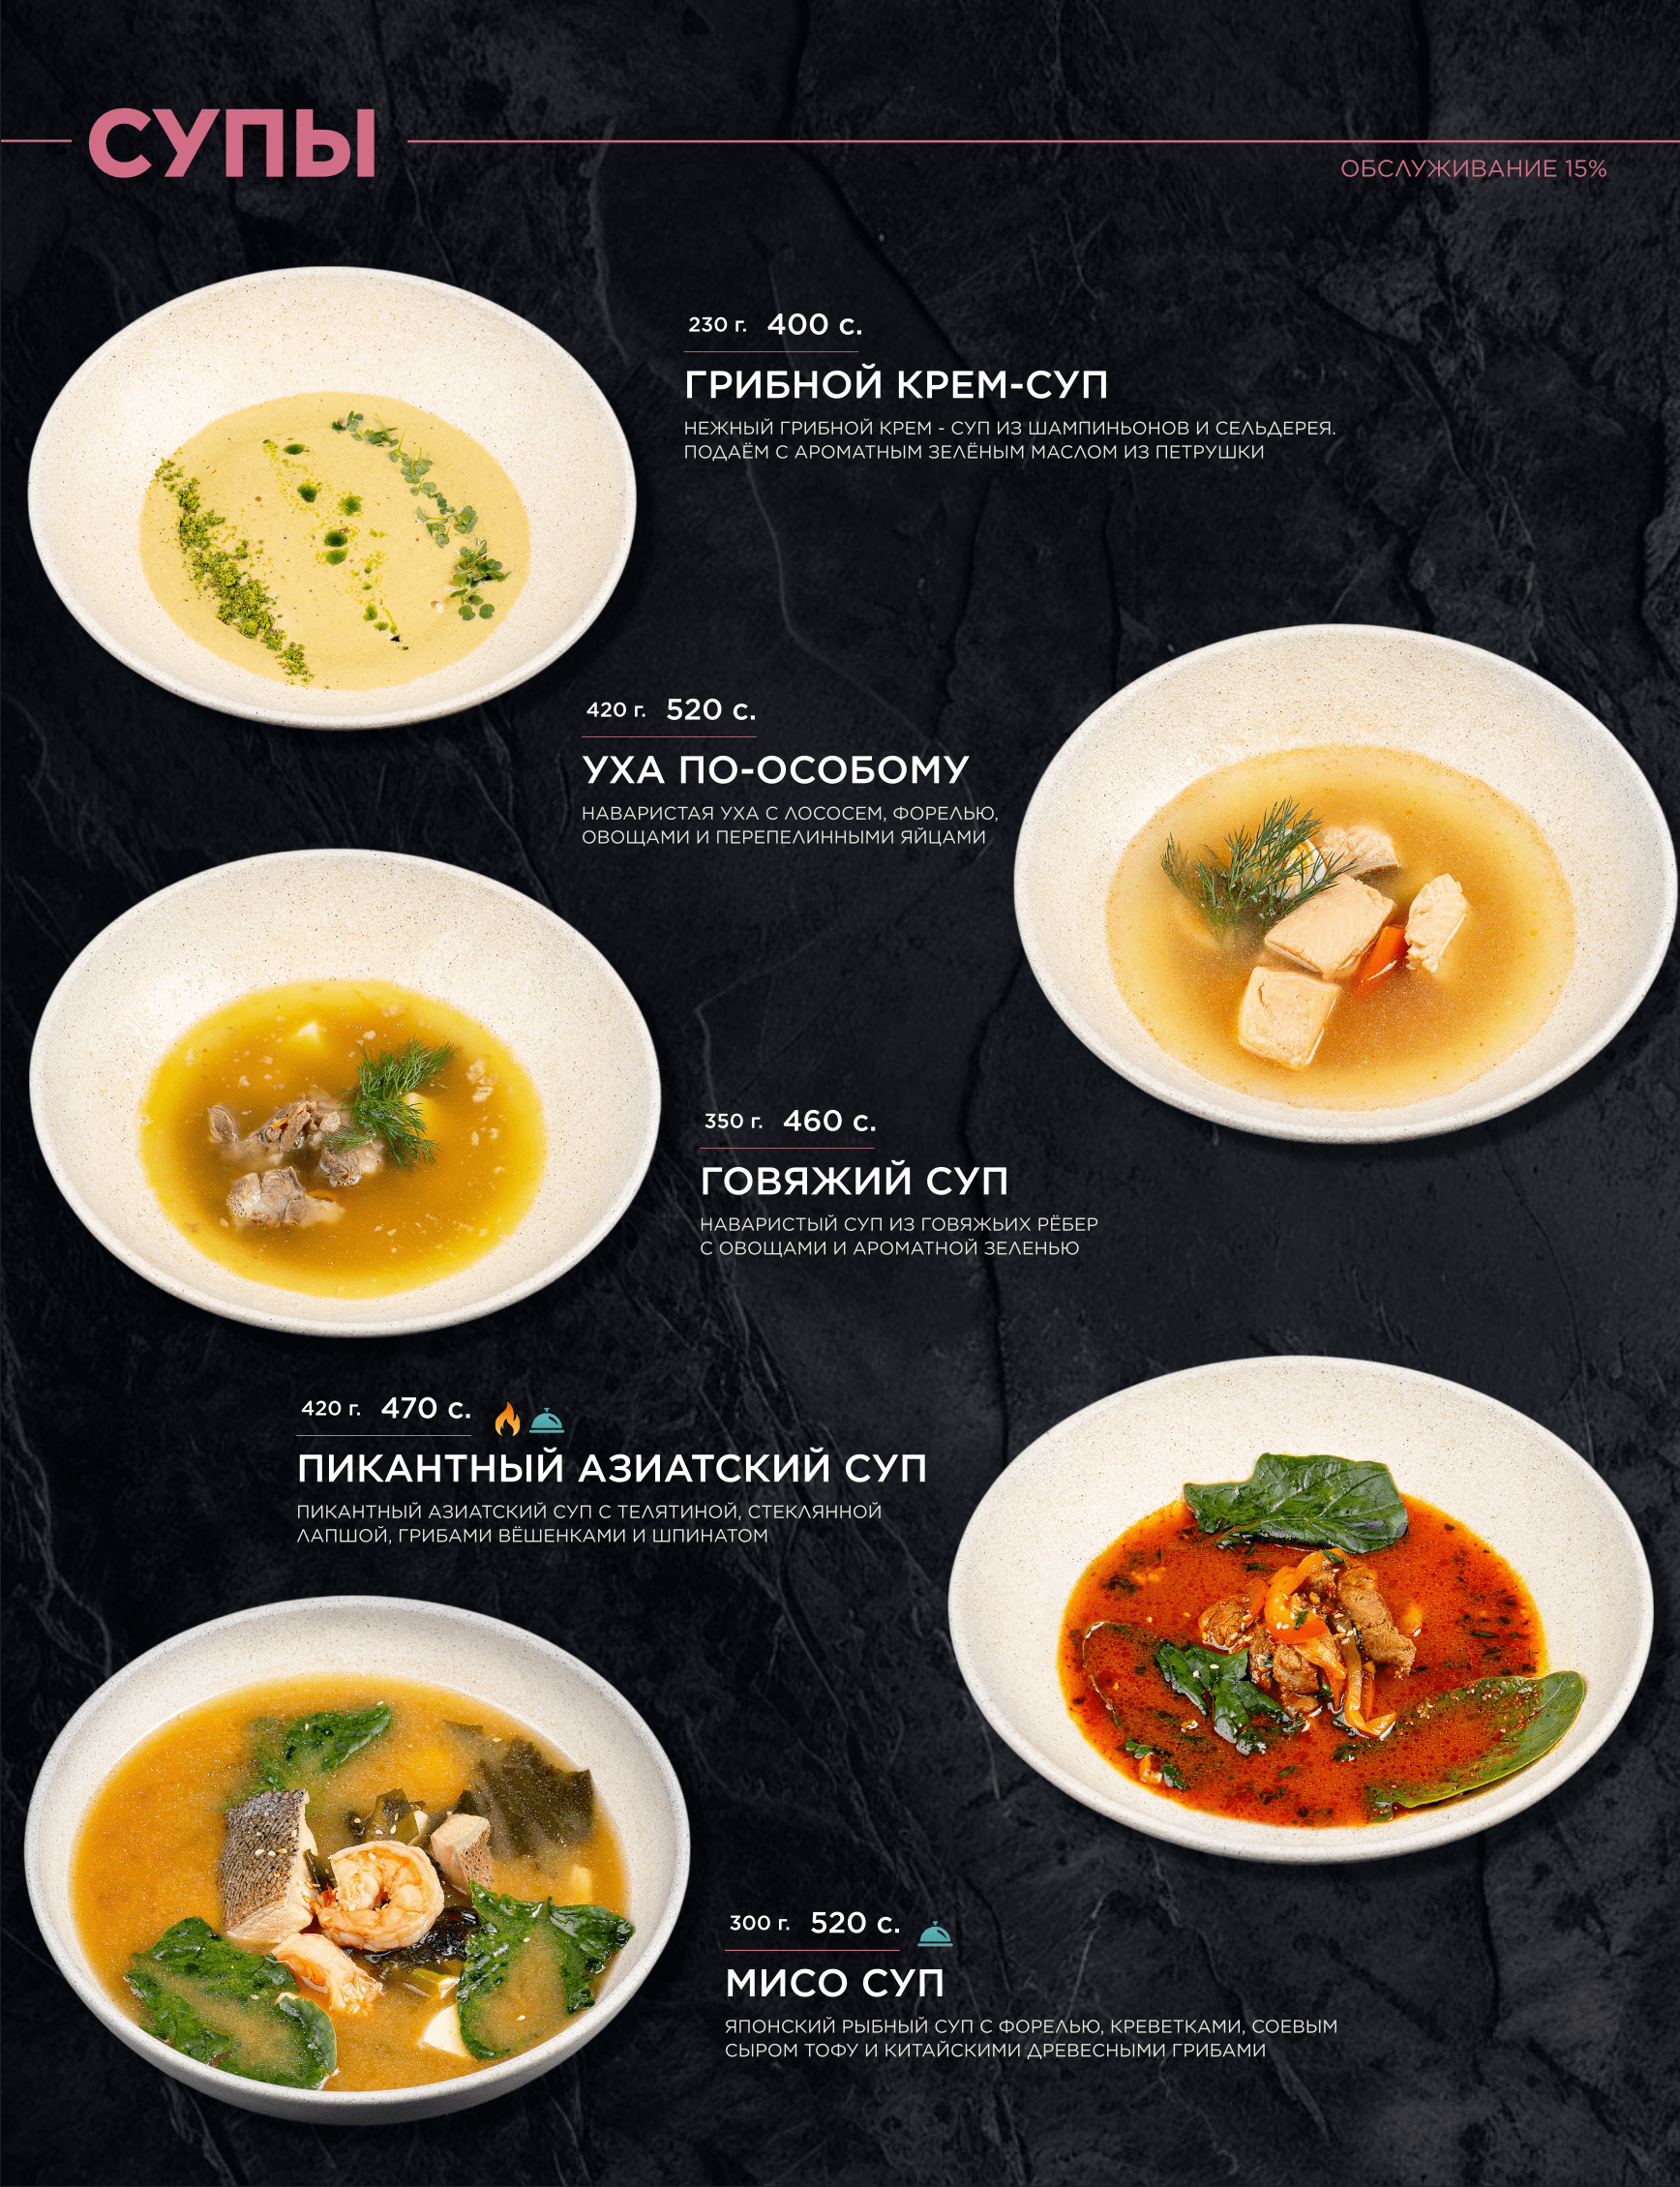 СУПЫ
ОБСЛУЖИВАНИЕ 15%
230 г. 400 с.
ГРИБНОЙ КРЕМ-СУП
НЕЖНЫЙ ГРИБНОЙ КРЕМ - СУП ИЗ ШАМПИНЬОНОВ И СЕЛЬДЕРЕЯ.
ПОДАЁМ С АРОМАТНЫМ ЗЕЛЁНЫМ МАСЛОМ ИЗ ПЕТРУШКИ
420 г. 520 с.
УХА ПО-ОСОБОМУ
НАВАРИСТАЯ УХА С ЛОСОСЕМ, ФОРЕЛЬЮ,
ОВОЩАМИ И ПЕРЕПЕЛИННЫМИ ЯЙЦАМИ
350 г. 460 с.
ГОВЯЖИЙ СУП
НАВАРИСТЫЙ СУП ИЗ ГОВЯЖЬИХ РЁБЕР
С ОВОЩАМИ И АРОМАТНОЙ ЗЕЛЕНЬЮ
420 г. 470 с.
ПИКАНТНЫЙ АЗИАТСКИЙ СУП
ПИКАНТНЫЙ АЗИАТСКИЙ СУП С ТЕЛЯТИНОЙ, СТЕКЛЯННОЙ
ЛАПШОЙ, ГРИБАМИ ВЁШЕНКАМИ И ШПИНАТОМ
300 г. 520 с.
МИСО СУП
ЯПОНСКИЙ РЫБНЫЙ СУП С ФОРЕЛЬЮ, КРЕВЕТКАМИ, СОЕВЫМ
СЫРОМ ТОФУ И КИТАЙСКИМИ ДРЕВЕСНЫМИ ГРИБАМИ